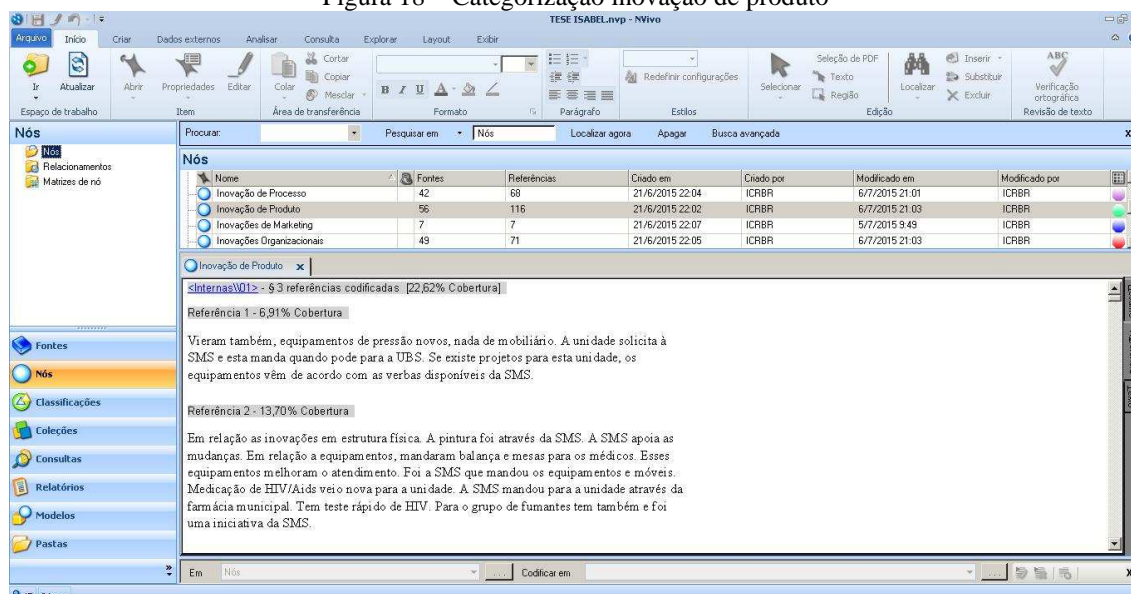 Figura 18 – Categorização inovação de produto
TESE ISABEL.nvp - NVivo
Arquivo Início Criar Dados externos Analisar Consulta Explorar Layout Exibir
Ir Atualizar Abrir Propriedades Editar Colar Cortar Copiar Mesclar
B I U A
Redefinir configurações
Selecionar Seleção de PDF Texto Região Localizar Inserir Substituir Excluir
ABC Verificação ortográfica
Espaço de trabalho Item Área de transferência Formato Parágrafo Estilos Edição Revisão de texto
Nós
Nós
Relacionamentos
Matrizes de nó
Fontes
Nós
Classificações
Coleções
Consultas
Relatórios
Modelos
Pastas
Procurar: Pesquisar em Nós Localizar agora Apagar Busca avançada X
Nós
Nome Fontes Referências Criado em Criado por Modificado em Modificado por
Inovação de Processo 42 68 21/6/2015 22:04 ICRBR 6/7/2015 21:01 ICRBR
Inovação de Produto 56 116 21/6/2015 22:02 ICRBR 6/7/2015 21:03 ICRBR
Inovações de Marketing 7 7 21/6/2015 22:07 ICRBR 5/7/2015 9:49 ICRBR
Inovações Organizacionais 49 71 21/6/2015 22:05 ICRBR 6/7/2015 21:03 ICRBR
Inovação de Produto x
<Internas\\01> - § 3 referências codificadas [22,62% Cobertura]
Referência 1 - 6,91% Cobertura
Vieram também, equipamentos de pressão novos, nada de mobiliário. A unidade solicita à
SMS e esta manda quando pode para a UBS. Se existe projetos para esta unidade, os
equipamentos vêm de acordo com as verbas disponíveis da SMS.
Referência 2 - 13,70% Cobertura
Em relação as inovações em estrutura física. A pintura foi através da SMS. A SMS apoia as
mudanças. Em relação a equipamentos, mandaram balança e mesas para os médicos. Esses
equipamentos melhoram o atendimento. Foi a SMS que mandou os equipamentos e móveis.
Medicação de HIV/Aids veio nova para a unidade. A SMS mandou para a unidade através da
farmácia municipal. Tem teste rápido de HIV. Para o grupo de fumantes tem também e foi
uma iniciativa da SMS.
Em Nós ... Codificar em ... X